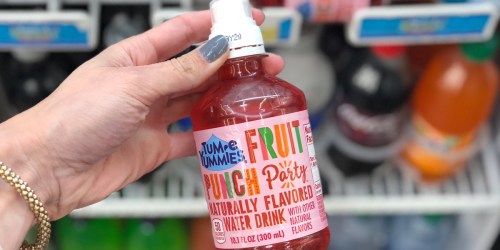 TUM-E
YUMMIES
FRUIT
PUNCH Party
NATURALLY FLAVORED
WATER DRINK WITH OTHER
NATURAL
FLAVORS
10.1 FL OZ (300 ml)